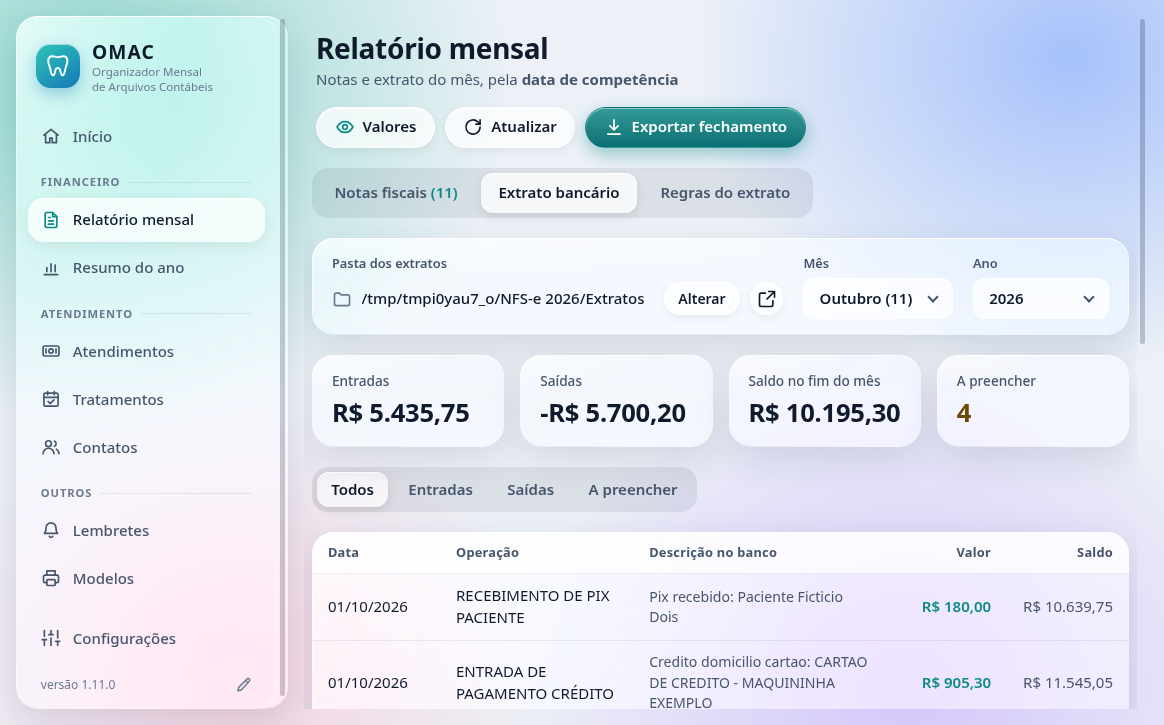 OMAC
Organizador Mensal
de Arquivos Contábeis
Início
FINANCEIRO
Relatório mensal
Resumo do ano
ATENDIMENTO
Atendimentos
Tratamentos
Contatos
OUTROS
Lembretes
Modelos
Configurações
versão 1.11.0
Relatório mensal
Notas e extrato do mês, pela data de competência
Valores
Atualizar
Exportar fechamento
Notas fiscais (11)
Extrato bancário
Regras do extrato
Pasta dos extratos
/tmp/tmpi0yau7_o/NFS-e 2026/Extratos
Alterar
Mês
Outubro (11)
Ano
2026
Entradas
R$ 5.435,75
Saídas
-R$ 5.700,20
Saldo no fim do mês
R$ 10.195,30
A preencher
4
Todos
Entradas
Saídas
A preencher
Data Operação Descrição no banco Valor Saldo
01/10/2026
RECEBIMENTO DE PIX
PACIENTE
Pix recebido: Paciente Ficticio
Dois
R$ 180,00
R$ 10.639,75
01/10/2026
ENTRADA DE
PAGAMENTO CRÉDITO
Credito domicilio cartao: CARTAO
DE CREDITO - MAQUININHA
EXEMPLO
R$ 905,30
R$ 11.545,05